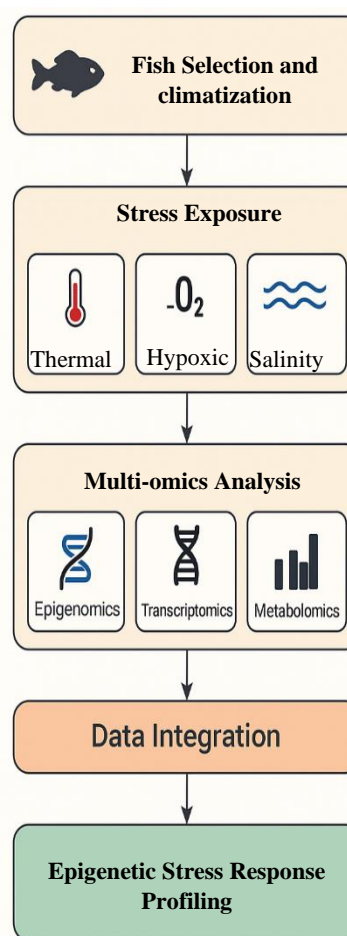 Fish Selection and
climatization
Stress Exposure
Thermal
-O2
Hypoxic
Salinity
Multi-omics Analysis
Epigenomics
Transcriptomics
Metabolomics
Data Integration
Epigenetic Stress Response
Profiling